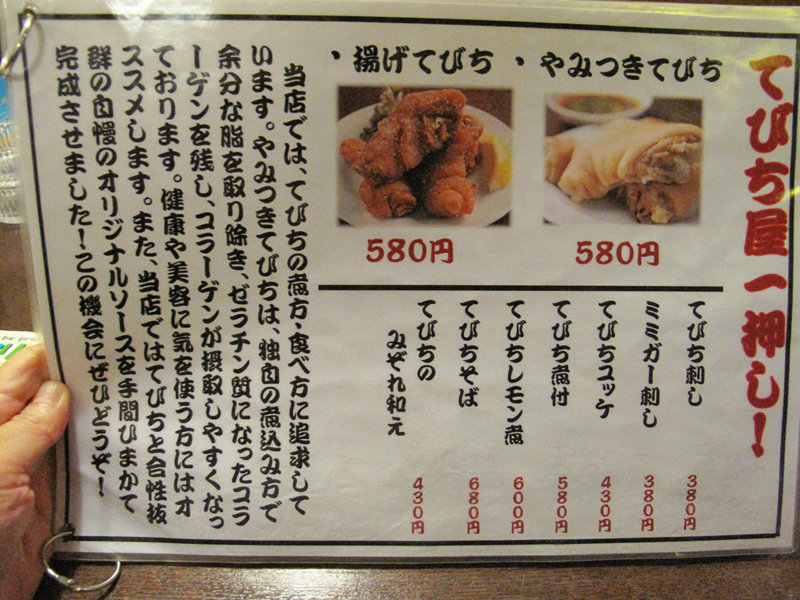 てびち屋一押し!
やみつきてびち、
580円
揚げてびち、
580円
てびち刺し 380円
ミミガー刺し 380円
てびちユッケ 430円
てびち煮付 580円
てびちレモン煮 600円
てびちそば 680円
てびちの
みぞれ和え 430円
当店では、てびちの煮方・食べ方に追求して
います。やみつきてびちは、独自の煮込み方で
余分な脂を取り除き、ゼラチン質になったコラ
ーゲンを残し、コラーゲンが摂取しやすくなっ
ております。健康や美容に気を使う方にはオ
ススメします。また、当店ではてびちと合性抜
群の自慢のオリジナルソースを手間ひまかて
完成させました!この機会にぜひどうぞ!